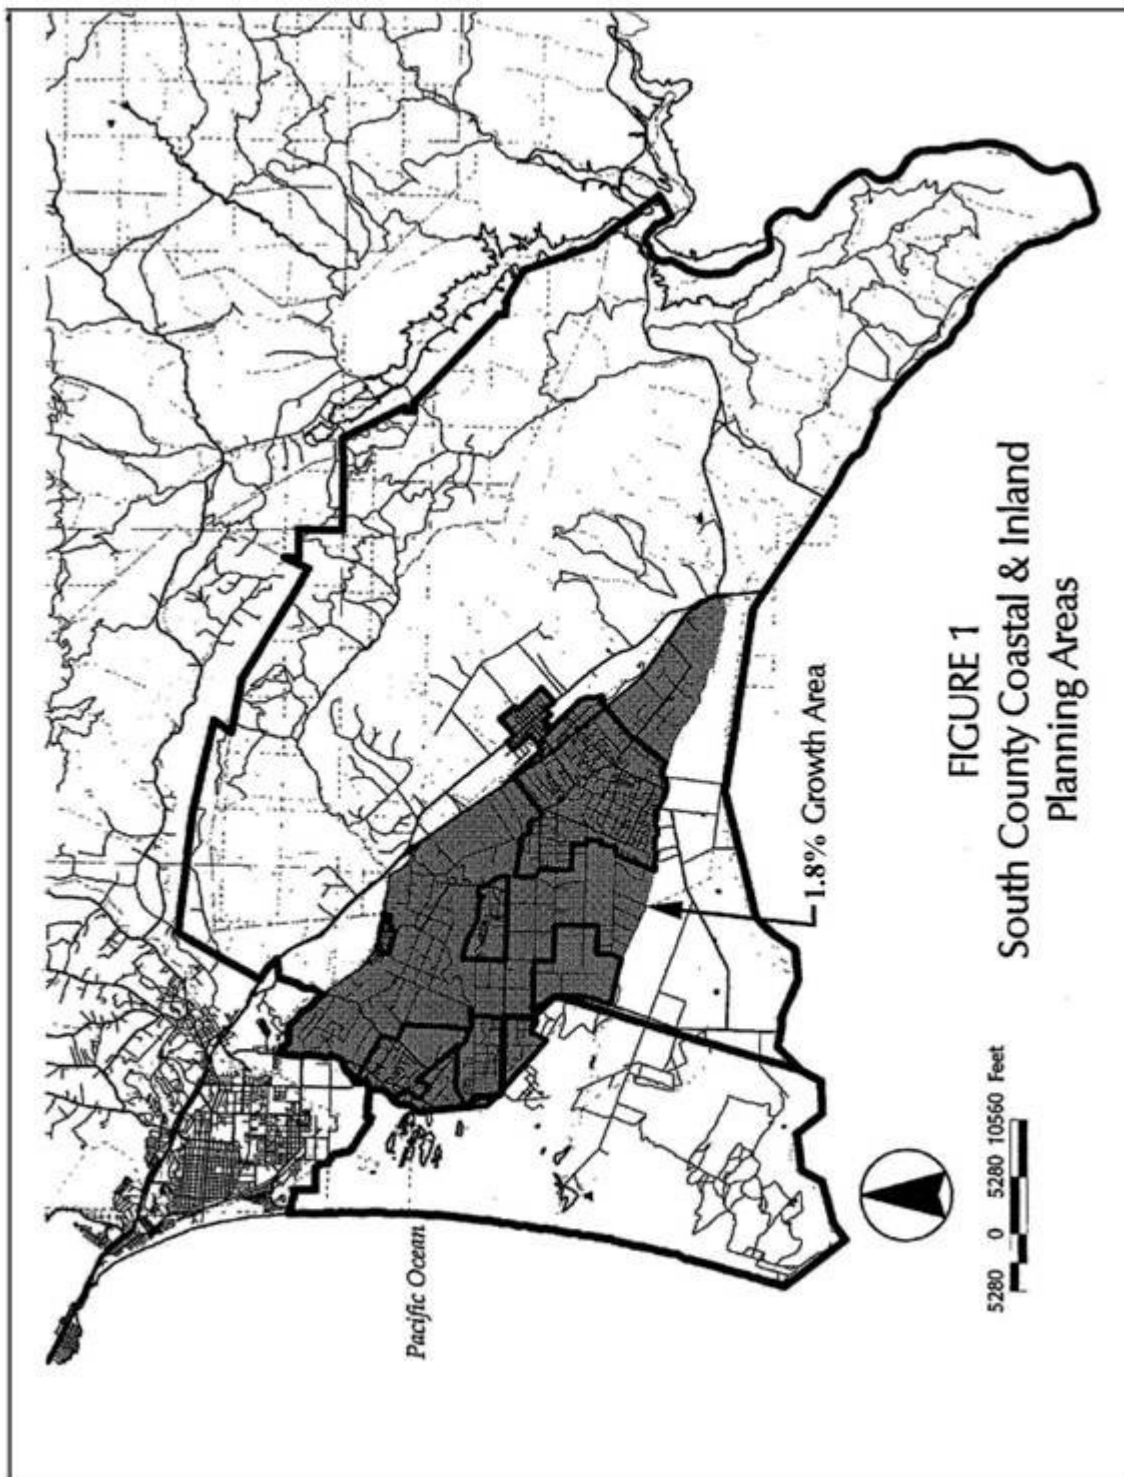 Pacific Ocean
1.8% Growth Area
5280 0 5280 10560 Feet
FIGURE 1
South County Coastal & Inland
Planning Areas